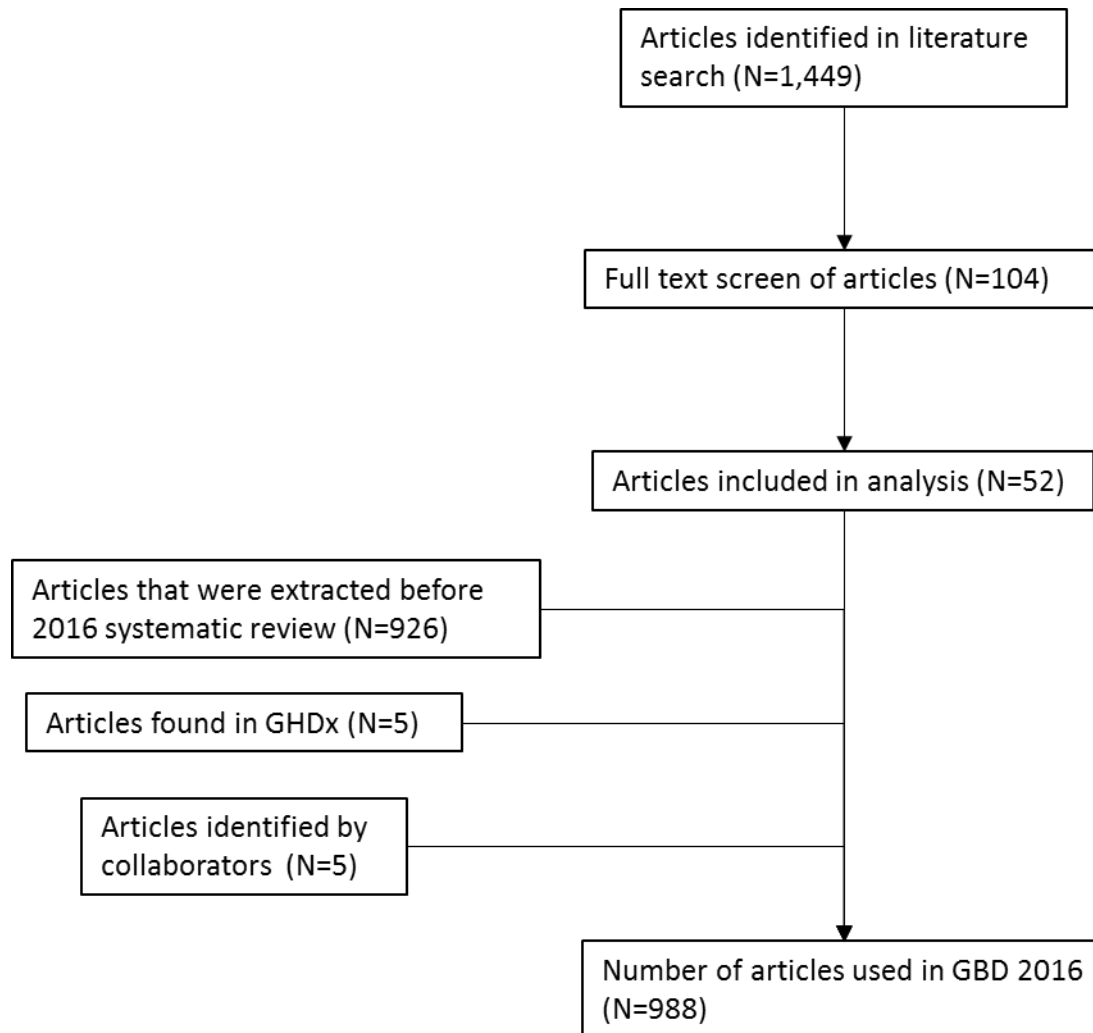 Articles identified in literature
search (N=1,449)
Full text screen of articles (N=104)
Articles included in analysis (N=52)
Articles that were extracted before
2016 systematic review (N=926)
Articles found in GHDx (N=5)
Articles identified by
collaborators  (N=5)
Number of articles used in GBD 2016
(N=988)